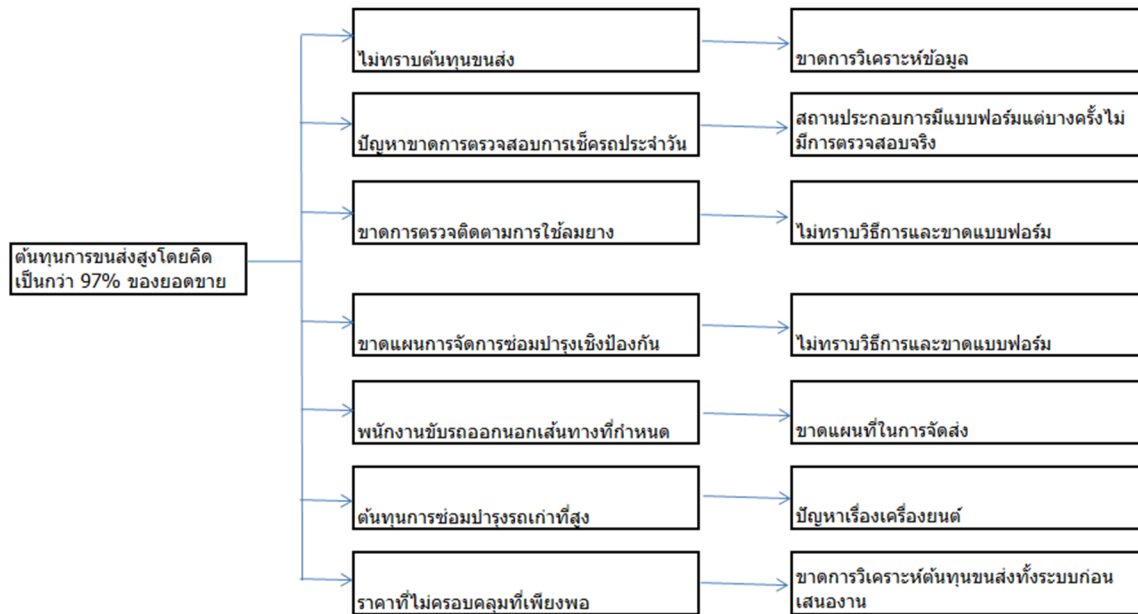 ไม่ทราบต้นทุนขนส่ง
ขาดการวิเคราะห์ข้อมูล
ปัญหาขาดการตรวจสอบการเช็ครถประจำวัน
สถานประกอบการมีแบบฟอร์มแต่บางครั้งไม่
มีการตรวจสอบจริง
ขาดการตรวจติดตามการใช้ลมยาง
ไม่ทราบวิธีการและขาดแบบฟอร์ม
ต้นทุนการขนส่งสูงโดยคิด
เป็นกว่า 97% ของยอดขาย
ขาดแผนการจัดการซ่อมบำรุงเชิงป้องกัน
ไม่ทราบวิธีการและขาดแบบฟอร์ม
พนักงานขับรถออกนอกเส้นทางที่กำหนด
ขาดแผนที่ในการจัดส่ง
ต้นทุนการซ่อมบำรุงรถเก่าที่สูง
ปัญหาเรื่องเครื่องยนต์
ราคาที่ไม่ครอบคลุมที่เพียงพอ
ขาดการวิเคราะห์ต้นทุนขนส่งทั้งระบบก่อน
เสนองาน